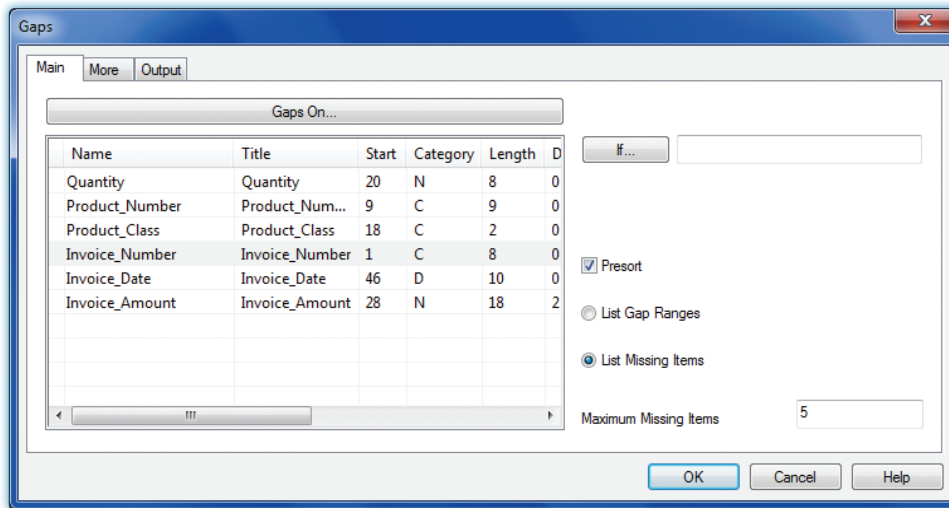 Gaps
Main More Output
Gaps On...
Name Title Start Category Length D
Quantity Quantity 20 N 8 0
Product_Number Product_Num... 9 C 9 0
Product_Class Product_Class 18 C 2 0
Invoice_Number Invoice_Number 1 C 8 0
Invoice_Date Invoice_Date 46 D 10 0
Invoice_Amount Invoice_Amount 28 N 18 2
If...
Presort
List Gap Ranges
List Missing Items
Maximum Missing Items 5
OK Cancel Help